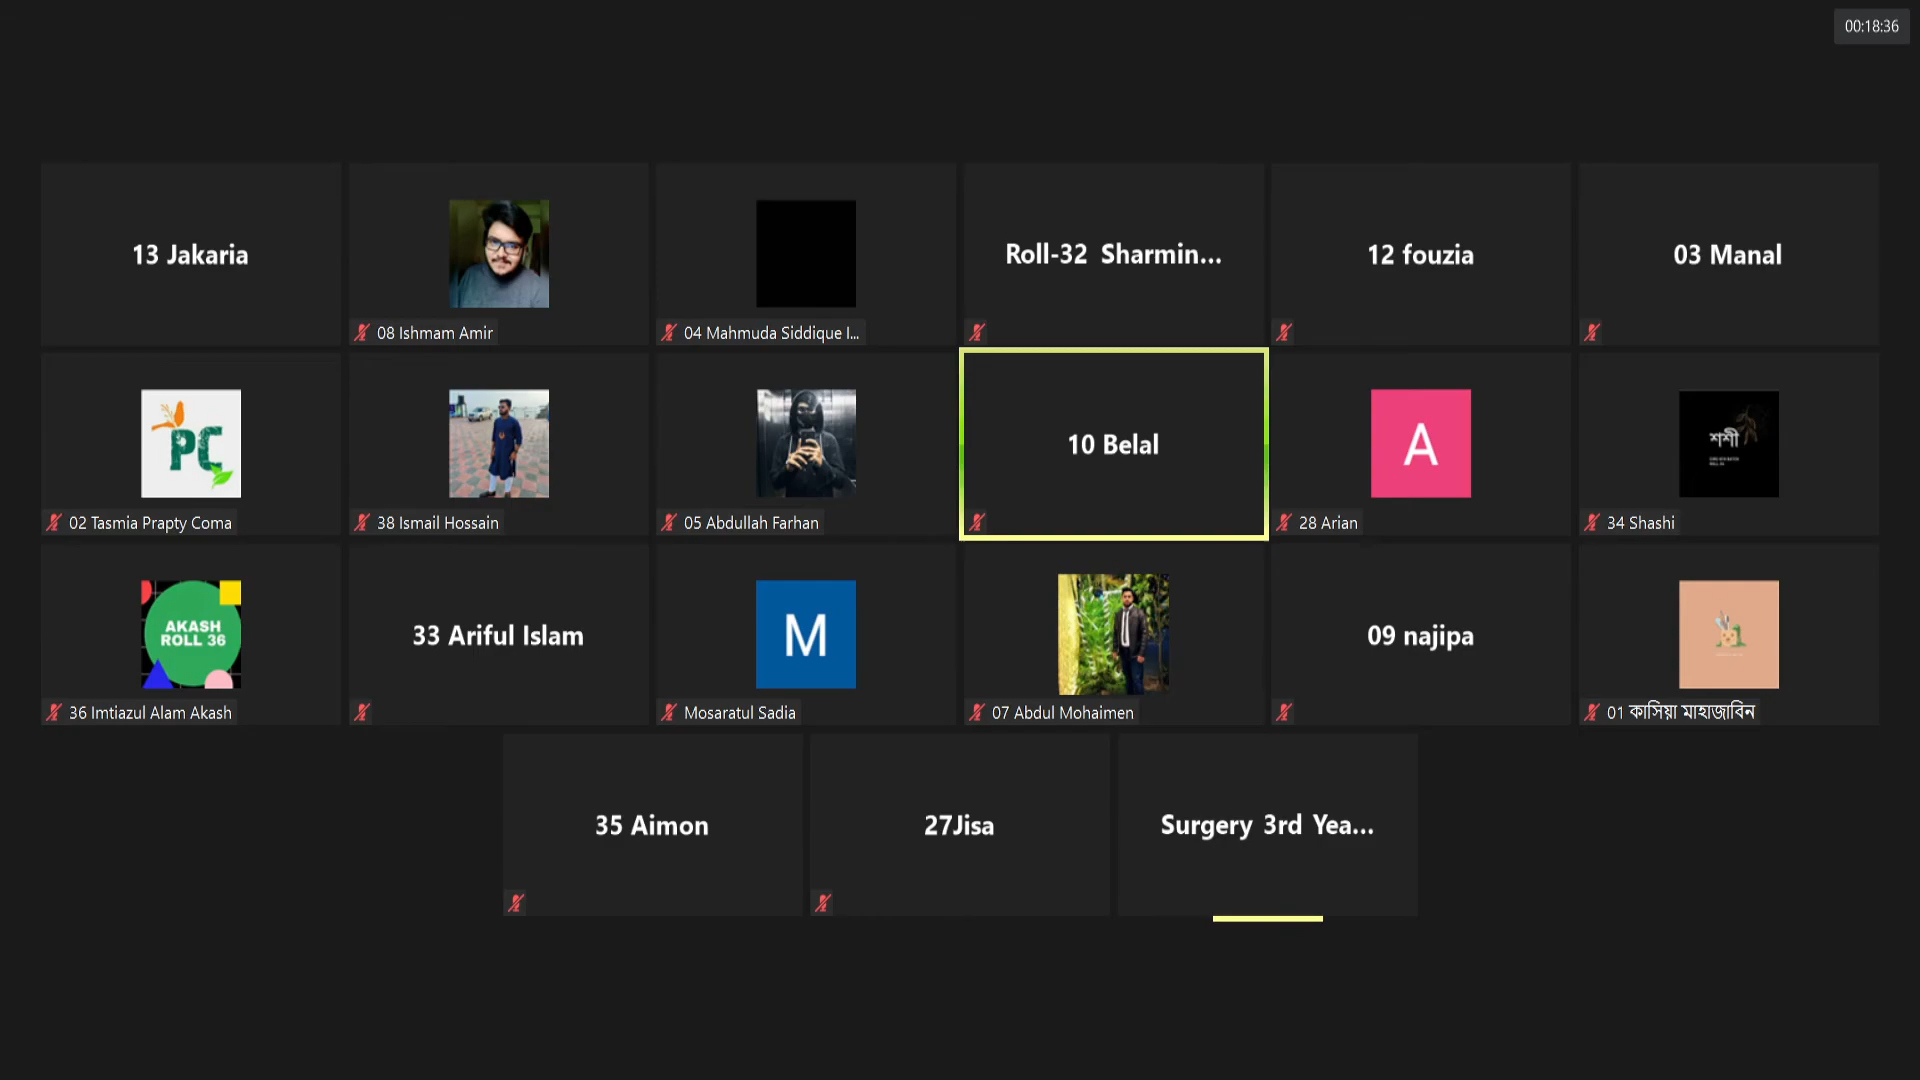 00:18:36
13 Jakaria
08 Ishmam Amir
04 Mahmuda Siddique I...
Roll-32 Sharmin...
12 fouzia
03 Manal
PC
02 Tasmia Prapty Coma
38 Ismail Hossain
05 Abdullah Farhan
10 Belal
A
28 Arian
শশী
34 Shashi
AKASH
ROLL 36
36 Imtiazul Alam Akash
33 Ariful Islam
M
Mosaratul Sadia
07 Abdul Mohaimen
09 najipa
01 কাসিয়া মাহাজাবিন
35 Aimon
27Jisa
Surgery 3rd Yea...